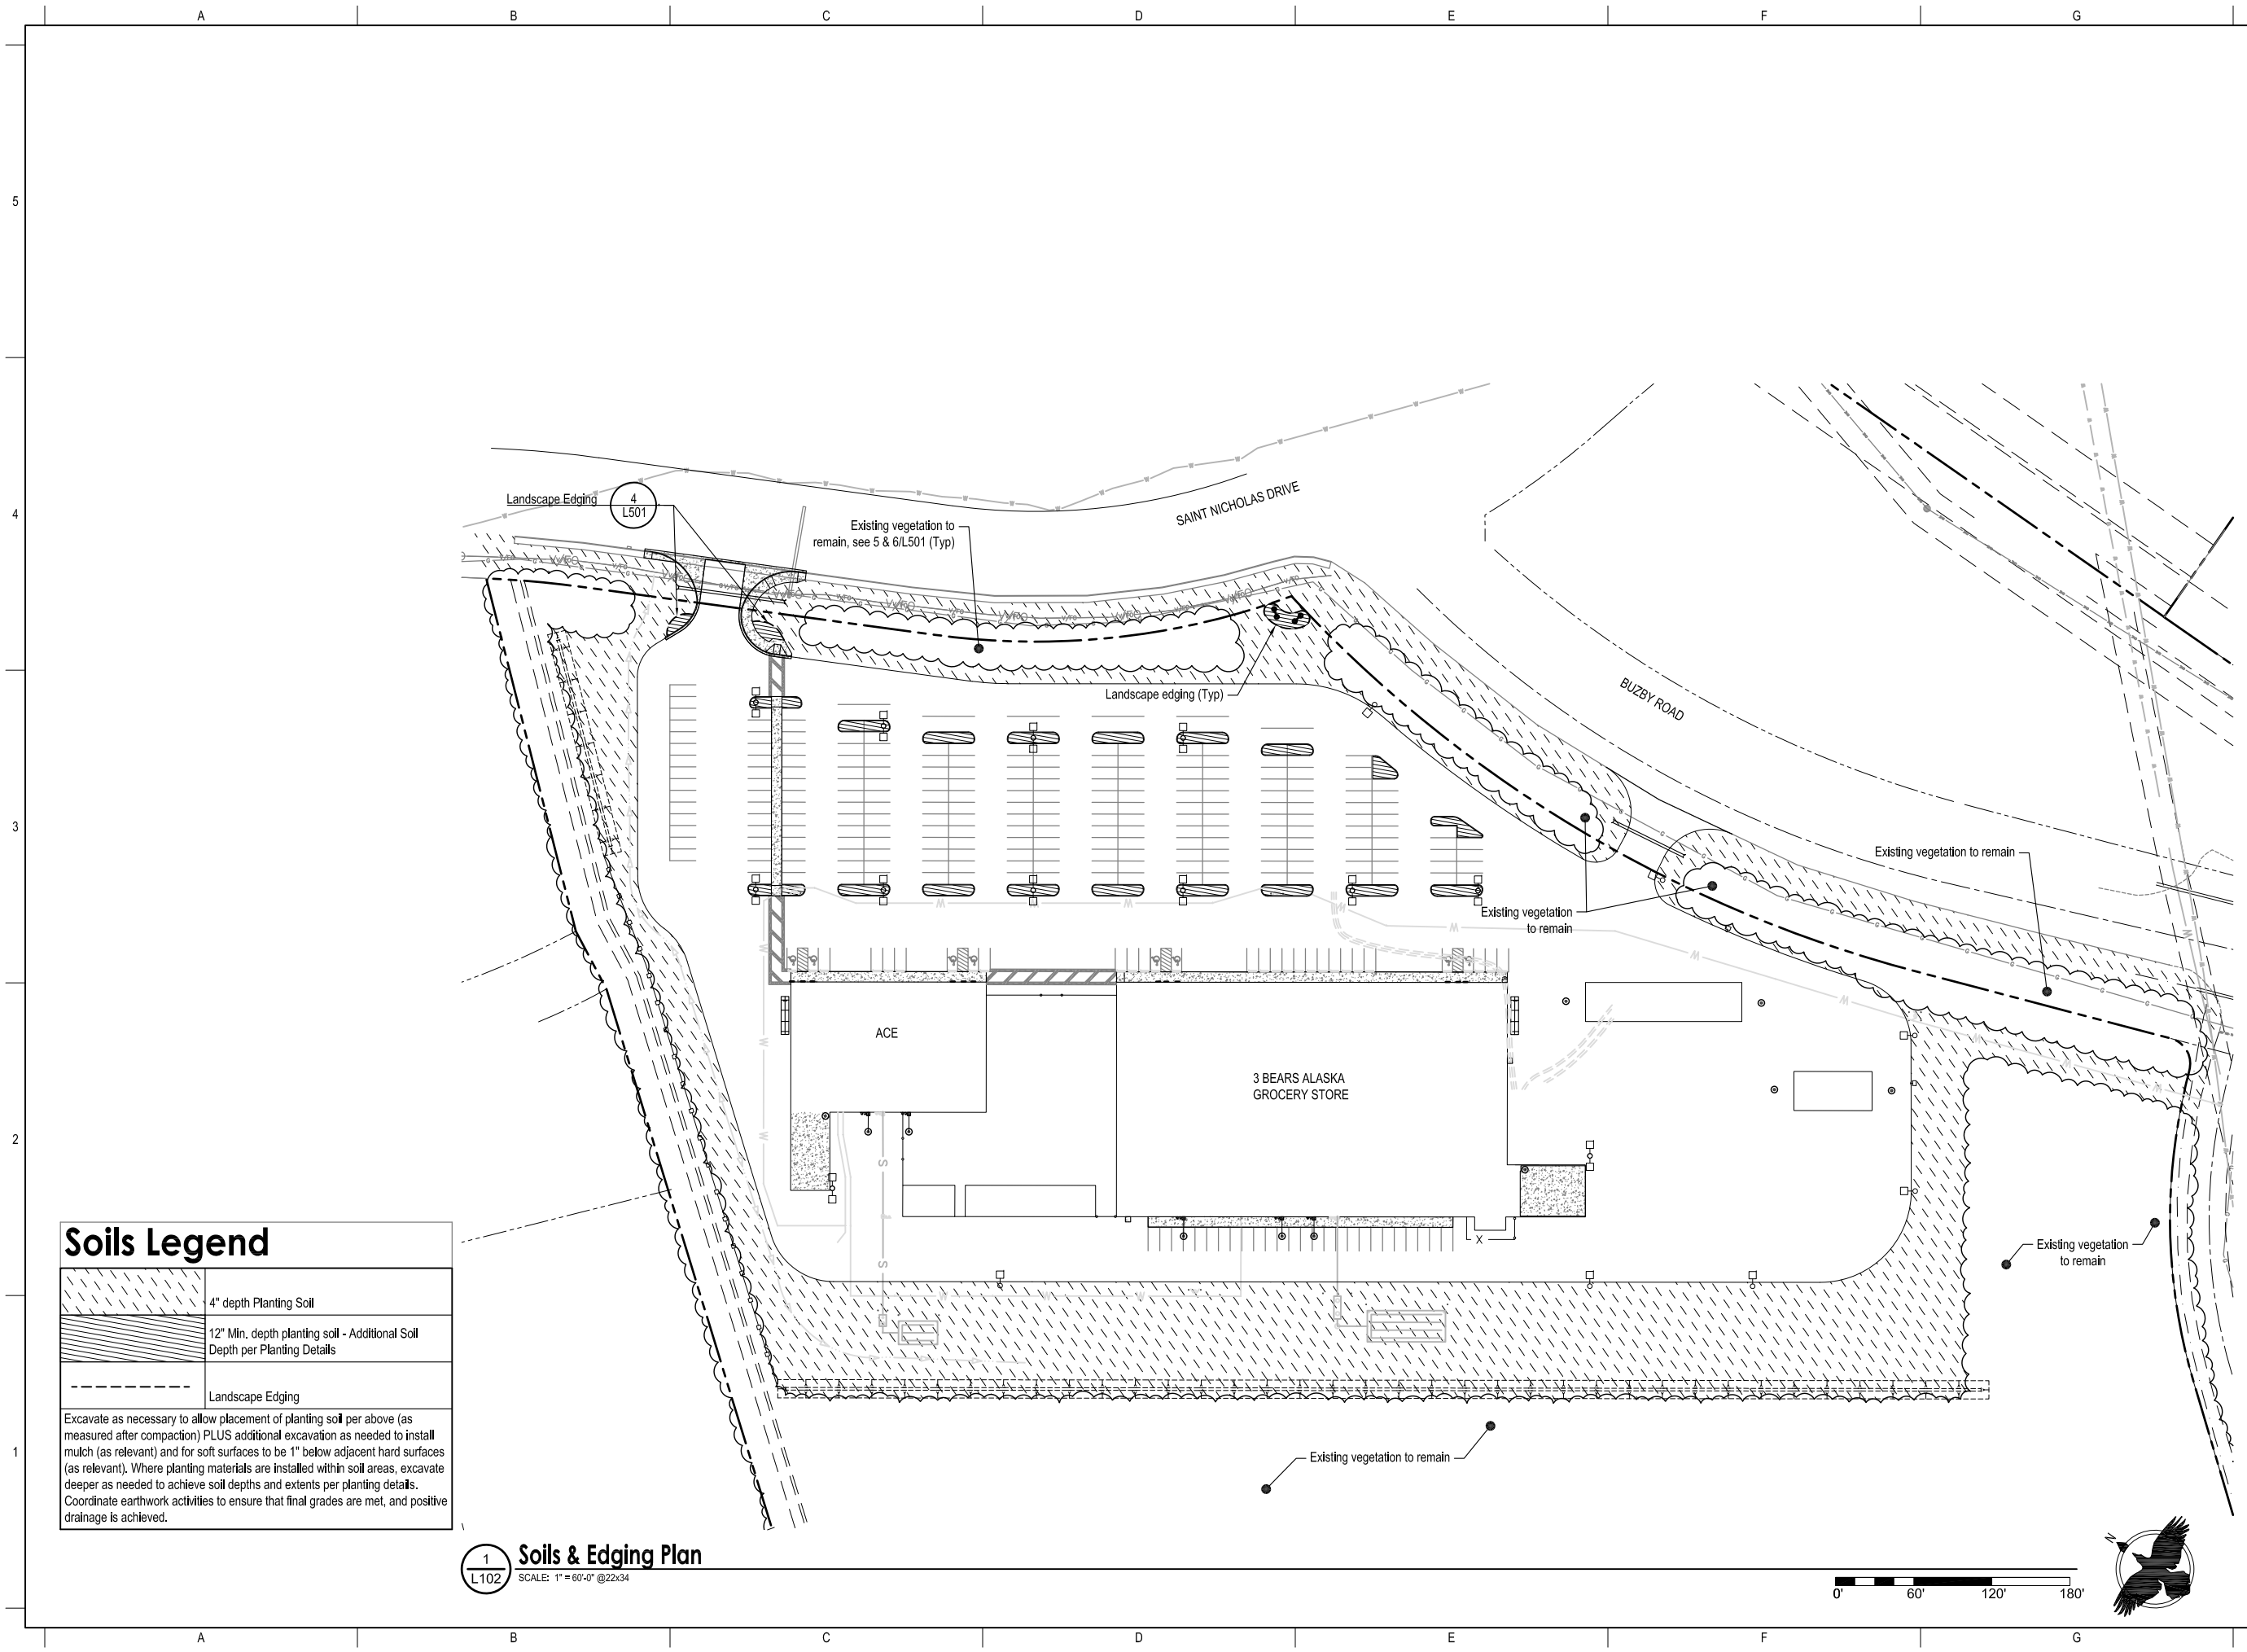 A B C D E F G
5
4
3
2
1
Landscape Edging
4
L501
Existing vegetation to
remain, see 5 & 6/L501 (Typ)
SAINT NICHOLAS DRIVE
Landscape edging (Typ)
BUZBY ROAD
Existing vegetation to remain
Existing vegetation
to remain
ACE
3 BEARS ALASKA
GROCERY STORE
X
Existing vegetation
to remain
Existing vegetation to remain
Soils Legend
4" depth Planting Soil
12" Min. depth planting soil - Additional Soil
Depth per Planting Details
Landscape Edging
Excavate as necessary to allow placement of planting soil per above (as
measured after compaction) PLUS additional excavation as needed to install
mulch (as relevant) and for soft surfaces to be 1" below adjacent hard surfaces
(as relevant). Where planting materials are installed within soil areas, excavate
deeper as needed to achieve soil depths and extents per planting details.
Coordinate earthwork activities to ensure that final grades are met, and positive
drainage is achieved.
1
L102
Soils & Edging Plan
SCALE: 1" = 60'-0" @22x34
0' 60' 120' 180'
N
A B C D E F G